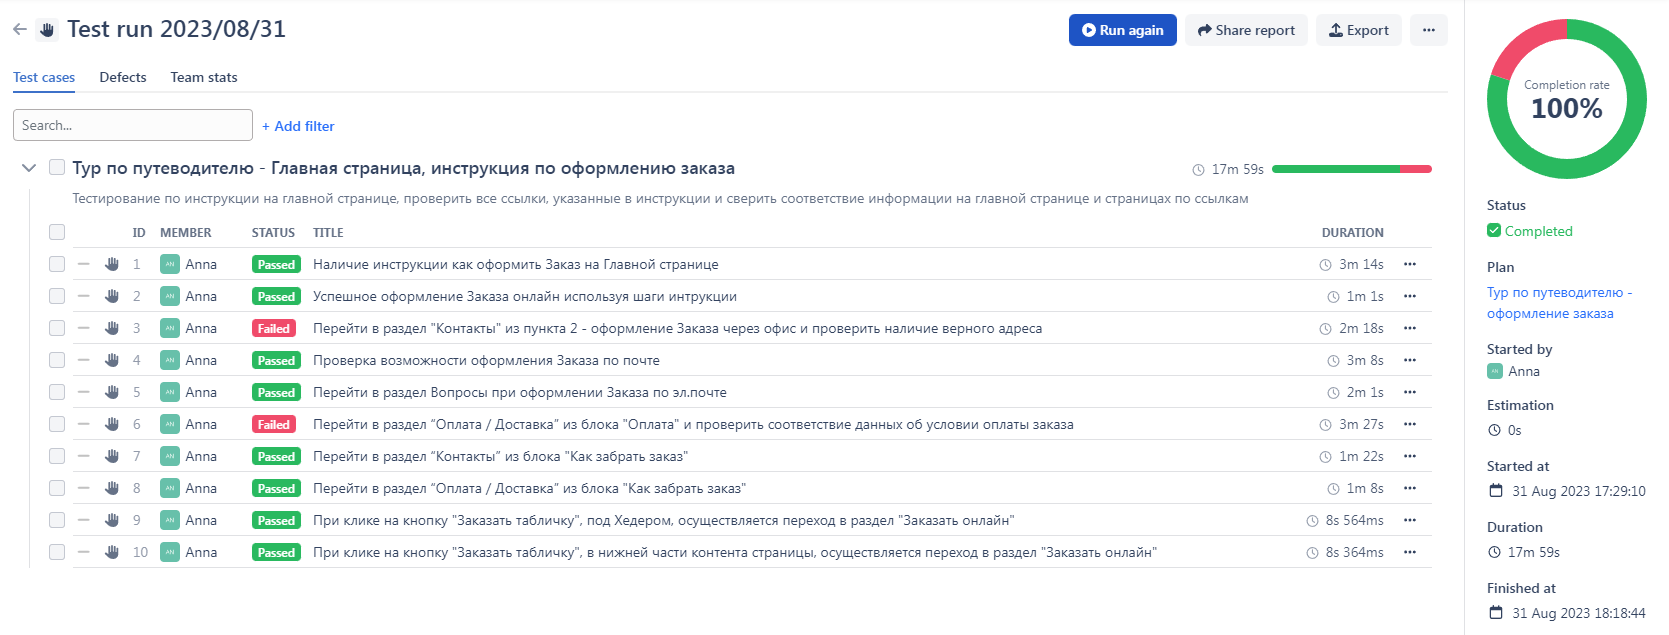 Test run 2023/08/31
Run again
Share report
Export
Test cases
Defects
Team stats
Search...
+ Add filter
Тур по путеводителю - Главная страница, инструкция по оформлению заказа
17m 59s
Тестирование по инструкции на главной странице, проверить все ссылки, указанные в инструкции и сверить соответствие информации на главной странице и страницах по ссылкам
ID MEMBER STATUS TITLE DURATION
1 AN Anna Passed Наличие инструкции как оформить Заказ на Главной странице 3m 14s
2 AN Anna Passed Успешное оформление Заказа онлайн используя шаги интрукции 1m 1s
3 AN Anna Failed Перейти в раздел "Контакты" из пункта 2 - оформление Заказа через офис и проверить наличие верного адреса 2m 18s
4 AN Anna Passed Проверка возможности оформления Заказа по почте 3m 8s
5 AN Anna Passed Перейти в раздел Вопросы при оформлении Заказа по эл.почте 2m 1s
6 AN Anna Failed Перейти в раздел “Оплата / Доставка” из блока "Оплата" и проверить соответствие данных об условии оплаты заказа 3m 27s
7 AN Anna Passed Перейти в раздел “Контакты” из блока "Как забрать заказ" 1m 22s
8 AN Anna Passed Перейти в раздел “Оплата / Доставка” из блока "Как забрать заказ" 1m 8s
9 AN Anna Passed При клике на кнопку "Заказать табличку", под Хедером, осуществляется переход в раздел "Заказать онлайн" 8s 564ms
10 AN Anna Passed При клике на кнопку "Заказать табличку", в нижней части контента страницы, осуществляется переход в раздел "Заказать онлайн" 8s 364ms
Completion rate
100%
Status
Completed
Plan
Тур по путеводителю -
оформление заказа
Started by
AN Anna
Estimation
0s
Started at
31 Aug 2023 17:29:10
Duration
17m 59s
Finished at
31 Aug 2023 18:18:44